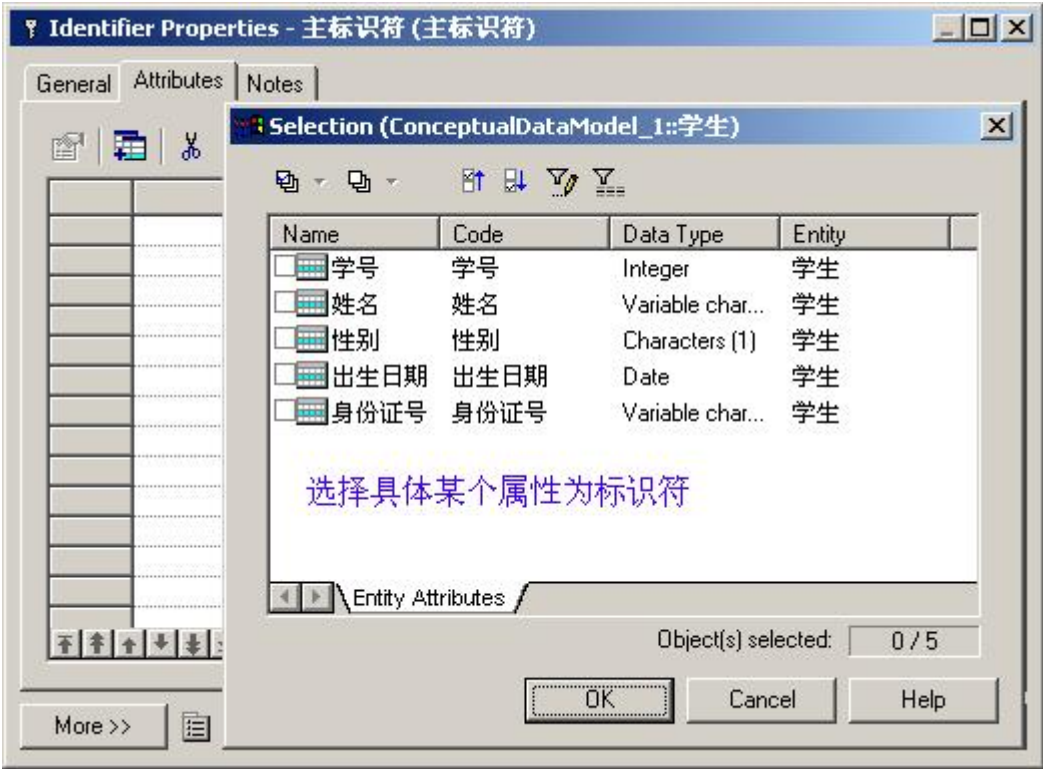 Identifier Properties - 主标识符 (主标识符)
General Attributes Notes
Selection (ConceptualDataModel_1::学生)
Name Code Data Type Entity
学号 学号 Integer 学生
姓名 姓名 Variable char... 学生
性别 性别 Characters (1) 学生
出生日期 出生日期 Date 学生
身份证号 身份证号 Variable char... 学生
选择具体某个属性为标识符
Entity Attributes
Object(s) selected: 0 / 5
OK Cancel Help
More >>